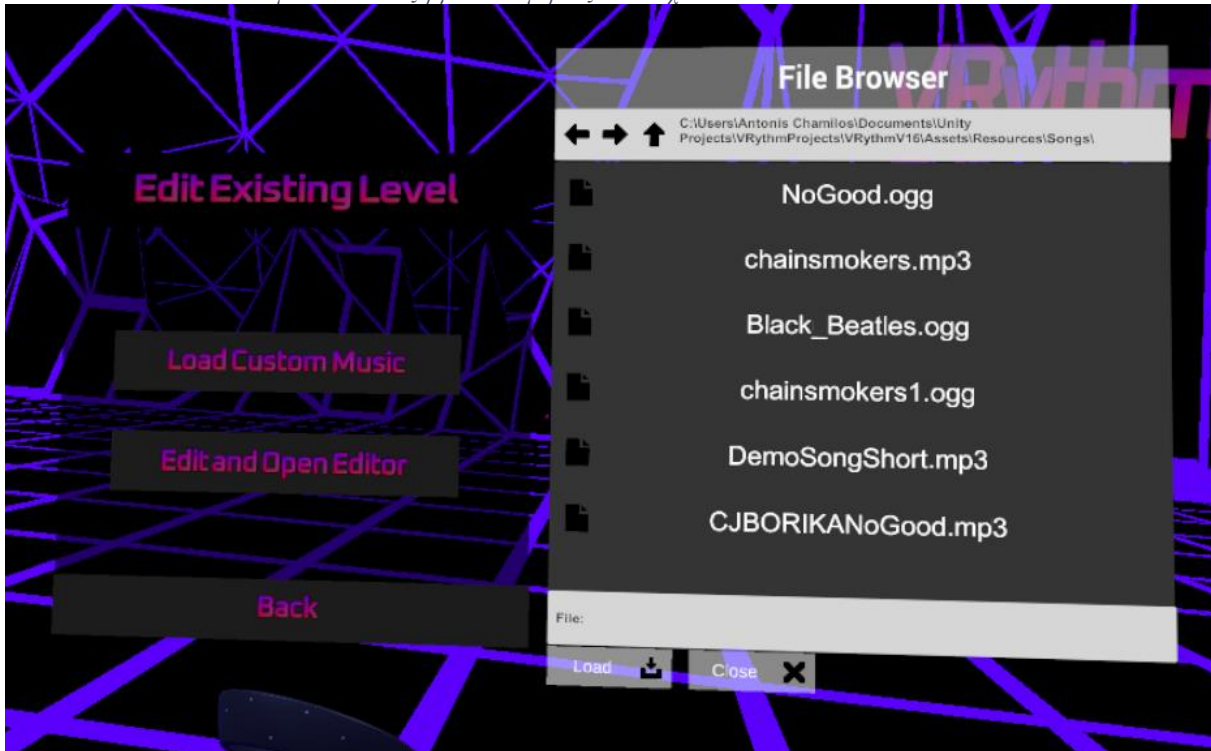 VRythm
File Browser
C:\Users\Antonis Chamilos\Documents\Unity
Projects\VRythmProjects\VRythmV16\Assets\Resources\Songs\
Edit Existing Level
NoGood.ogg
chainsmokers.mp3
Black_Beatles.ogg
Load Custom Music
chainsmokers1.ogg
Edit and Open Editor
DemoSongShort.mp3
CJBORIKANoGood.mp3
Back
File:
Load
Close